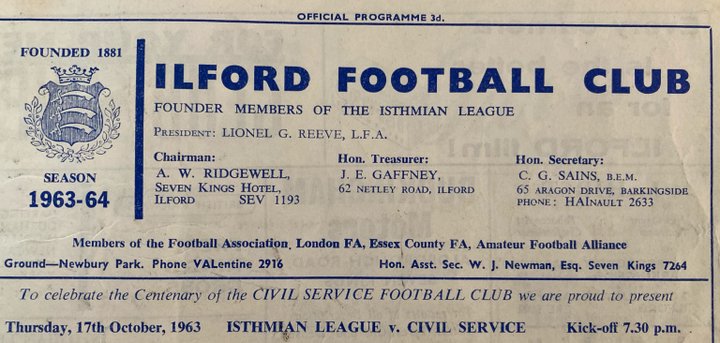 OFFICIAL PROGRAMME 3d.
FOUNDED 1881
ILFORD FOOTBALL CLUB
FOUNDER MEMBERS OF THE ISTHMIAN LEAGUE
PRESIDENT: LIONEL G. REEVE, L.F.A.
SEASON
1963-64
Chairman:
A. W. RIDGEWELL,
SEVEN KINGS HOTEL,
ILFORD SEV 1193
Hon. Treasurer:
J. E. GAFFNEY,
62 NETLEY ROAD, ILFORD
Hon. Secretary:
C. G. SAINS, B.E.M.
65 ARAGON DRIVE, BARKINGSIDE
PHONE: HAINAULT 2633
Members of the Football Association, London FA, Essex County FA, Amateur Football Alliance
Ground—Newbury Park. Phone VALentine 2916 Hon. Asst. Sec. W. J. Newman, Esq. Seven Kings 7264
To celebrate the Centenary of the CIVIL SERVICE FOOTBALL CLUB we are proud to present
Thursday, 17th October, 1963 ISTHMIAN LEAGUE v. CIVIL SERVICE Kick-off 7.30 p.m.